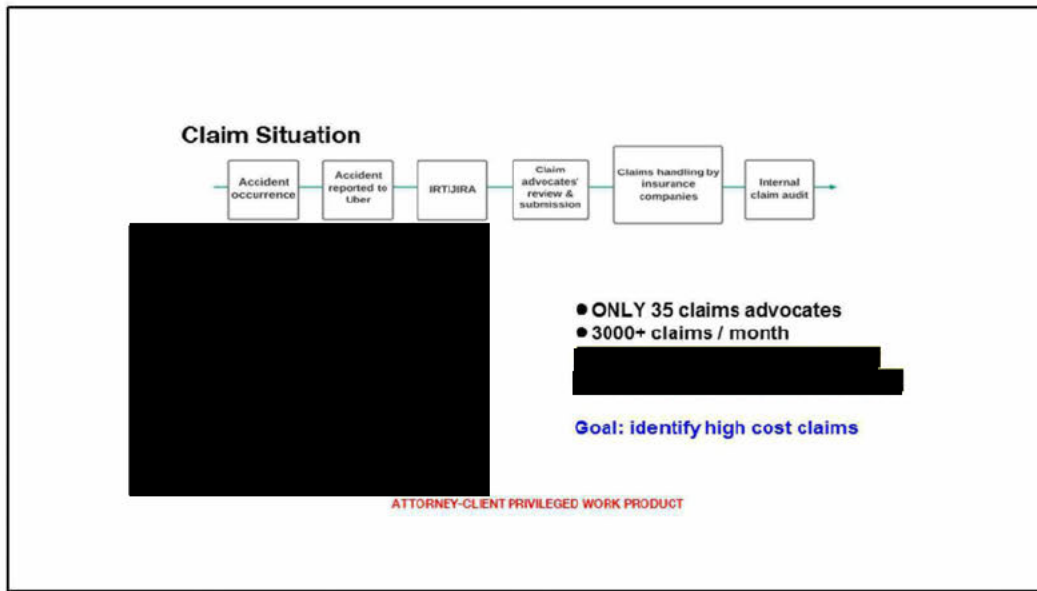 Claim Situation
Accident
occurrence
Accident
reported to
Uber
IRT/JIRA
Claim
advocates'
review &
submission
Claims handling by
insurance
companies
Internal
claim audit
● ONLY 35 claims advocates
● 3000+ claims / month
Goal: identify high cost claims
ATTORNEY-CLIENT PRIVILEGED WORK PRODUCT